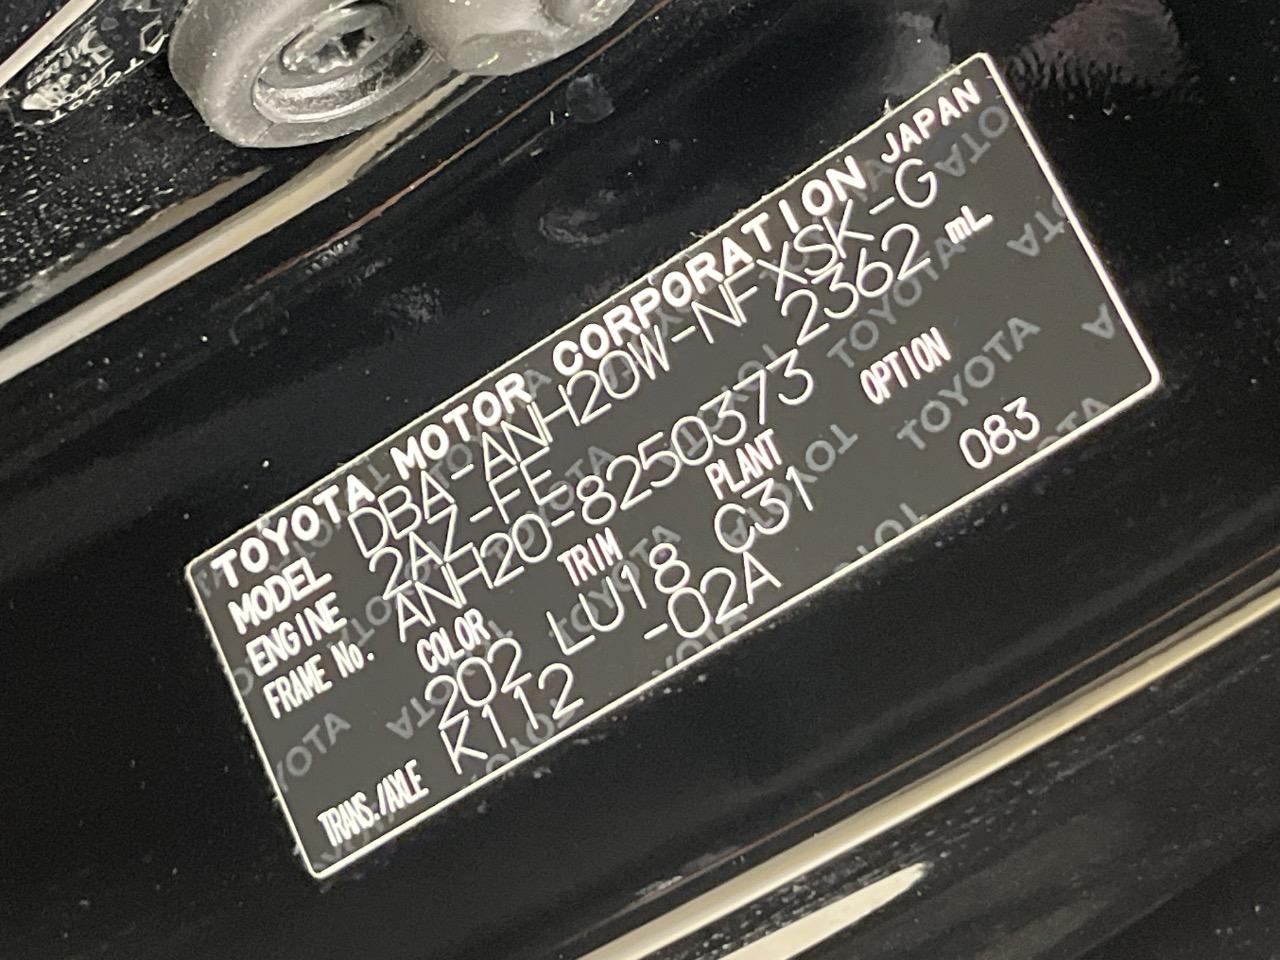 TOYOTA MOTOR CORPORATION JAPAN
MODEL DBA-ANH20W-NFXSK-G
ENGINE 2AZ-FE 2362 mL
FRAME No. ANH20-8250373
COLOR TRIM PLANT OPTION
202 LU18 C31 083
TRANS./AXLE K112 -02A